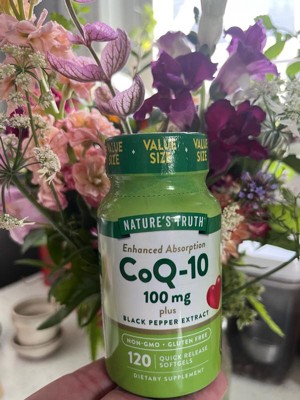 VALUE SIZE
VALUE SIZE
VALUE SIZE
NATURE'S TRUTH
Enhanced Absorption
CoQ-10
100 mg
plus
BLACK PEPPER EXTRACT
NON-GMO • GLUTEN FREE
120 QUICK RELEASE
SOFTGELS
DIETARY SUPPLEMENT